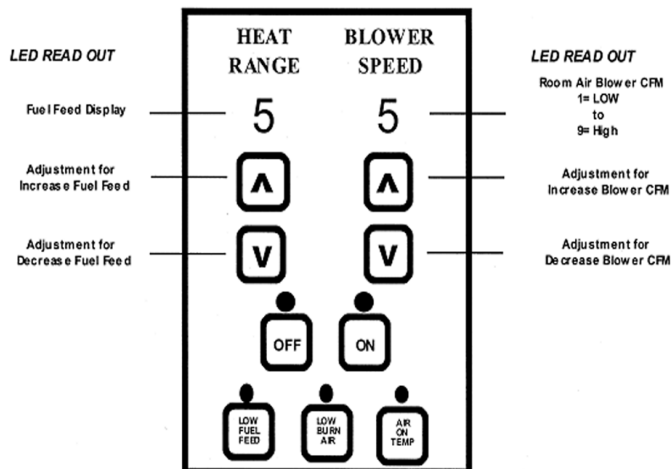 LED READ OUT
Fuel Feed Display
Adjustment for
Increase Fuel Feed
Adjustment for
Decrease Fuel Feed
HEAT
RANGE
BLOWER
SPEED
5
5
∧
∧
∨
∨
OFF
ON
LOW
FUEL
FEED
LOW
BURN
AIR
AIR
ON
TEMP
LED READ OUT
Room Air Blower CFM
1= LOW
to
9= High
Adjustment for
Increase Blower CFM
Adjustment for
Decrease Blower CFM